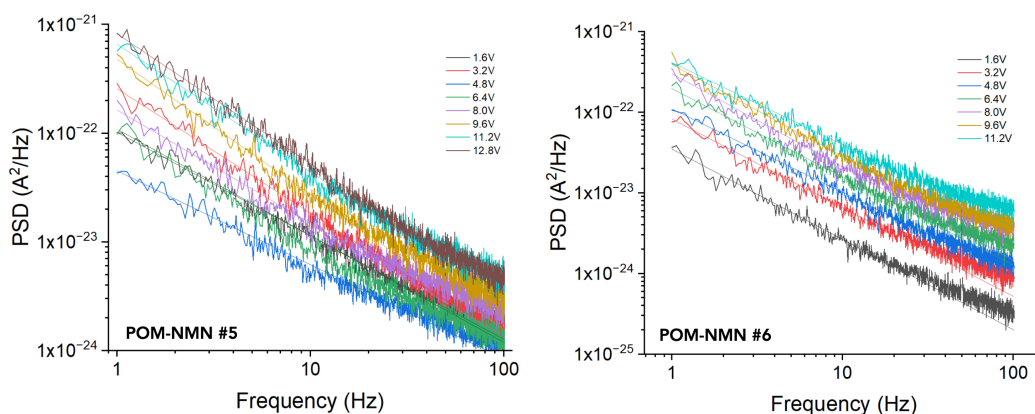 1x10⁻²¹
1x10⁻²²
1x10⁻²³
1x10⁻²⁴
PSD (A²/Hz)
1.6V
3.2V
4.8V
6.4V
8.0V
9.6V
11.2V
12.8V
POM-NMN #5
1
10
100
Frequency (Hz)
1x10⁻²¹
1x10⁻²²
1x10⁻²³
1x10⁻²⁴
1x10⁻²⁵
PSD (A²/Hz)
1.6V
3.2V
4.8V
6.4V
8.0V
9.6V
11.2V
POM-NMN #6
1
10
100
Frequency (Hz)